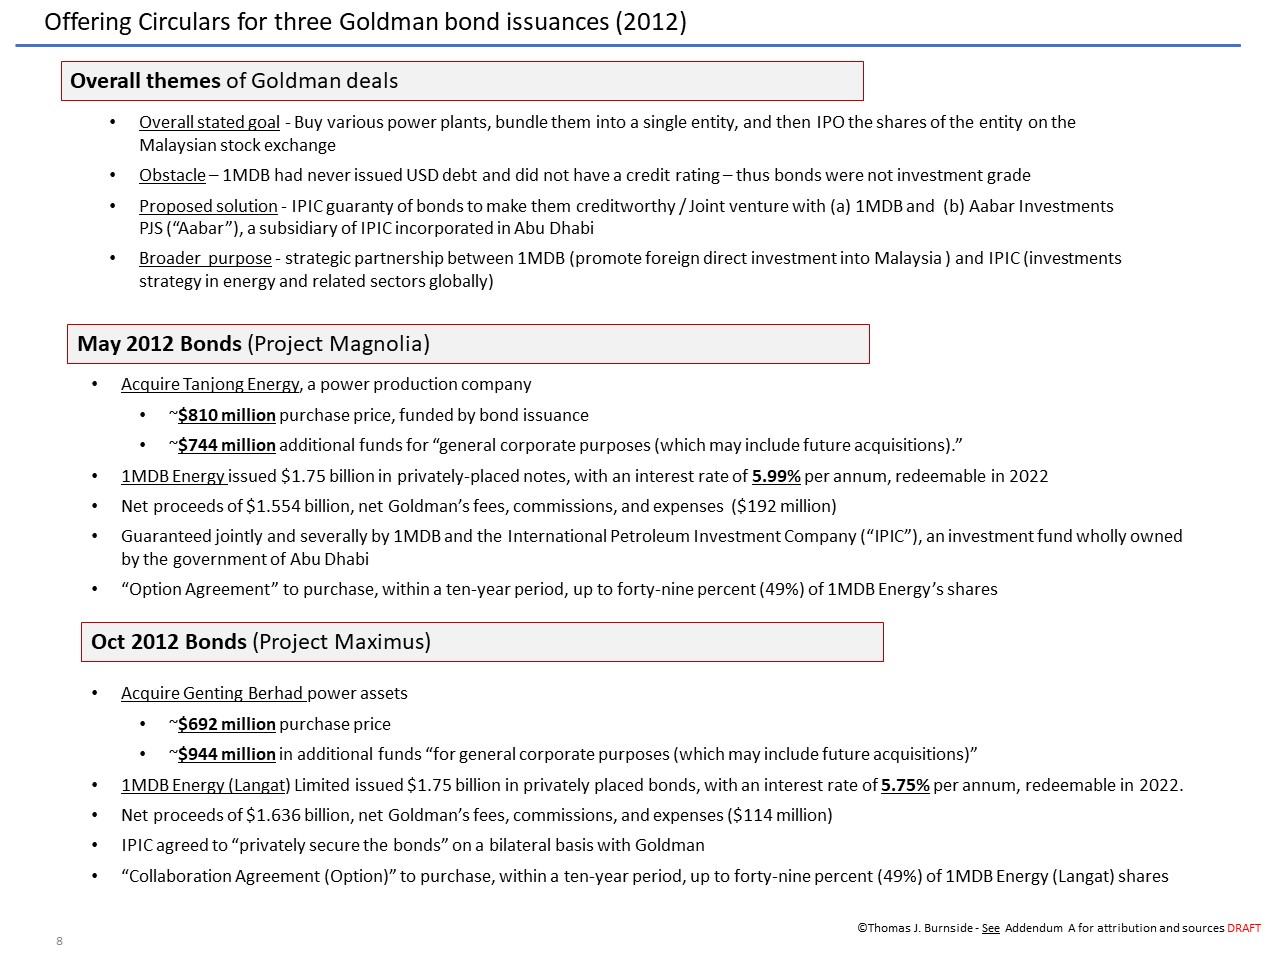 Offering Circulars for three Goldman bond issuances (2012)
Overall themes of Goldman deals
• Overall stated goal - Buy various power plants, bundle them into a single entity, and then IPO the shares of the entity on the
Malaysian stock exchange
• Obstacle – 1MDB had never issued USD debt and did not have a credit rating – thus bonds were not investment grade
• Proposed solution - IPIC guaranty of bonds to make them creditworthy / Joint venture with (a) 1MDB and (b) Aabar Investments
PJS (“Aabar”), a subsidiary of IPIC incorporated in Abu Dhabi
• Broader purpose - strategic partnership between 1MDB (promote foreign direct investment into Malaysia ) and IPIC (investments
strategy in energy and related sectors globally)
May 2012 Bonds (Project Magnolia)
• Acquire Tanjong Energy, a power production company
• ~$810 million purchase price, funded by bond issuance
• ~$744 million additional funds for “general corporate purposes (which may include future acquisitions).”
• 1MDB Energy issued $1.75 billion in privately-placed notes, with an interest rate of 5.99% per annum, redeemable in 2022
• Net proceeds of $1.554 billion, net Goldman’s fees, commissions, and expenses ($192 million)
• Guaranteed jointly and severally by 1MDB and the International Petroleum Investment Company (“IPIC”), an investment fund wholly owned
by the government of Abu Dhabi
• “Option Agreement” to purchase, within a ten-year period, up to forty-nine percent (49%) of 1MDB Energy’s shares
Oct 2012 Bonds (Project Maximus)
• Acquire Genting Berhad power assets
• ~$692 million purchase price
• ~$944 million in additional funds “for general corporate purposes (which may include future acquisitions)”
• 1MDB Energy (Langat) Limited issued $1.75 billion in privately placed bonds, with an interest rate of 5.75% per annum, redeemable in 2022.
• Net proceeds of $1.636 billion, net Goldman’s fees, commissions, and expenses ($114 million)
• IPIC agreed to “privately secure the bonds” on a bilateral basis with Goldman
• “Collaboration Agreement (Option)” to purchase, within a ten-year period, up to forty-nine percent (49%) of 1MDB Energy (Langat) shares
©Thomas J. Burnside - See Addendum A for attribution and sources DRAFT
8